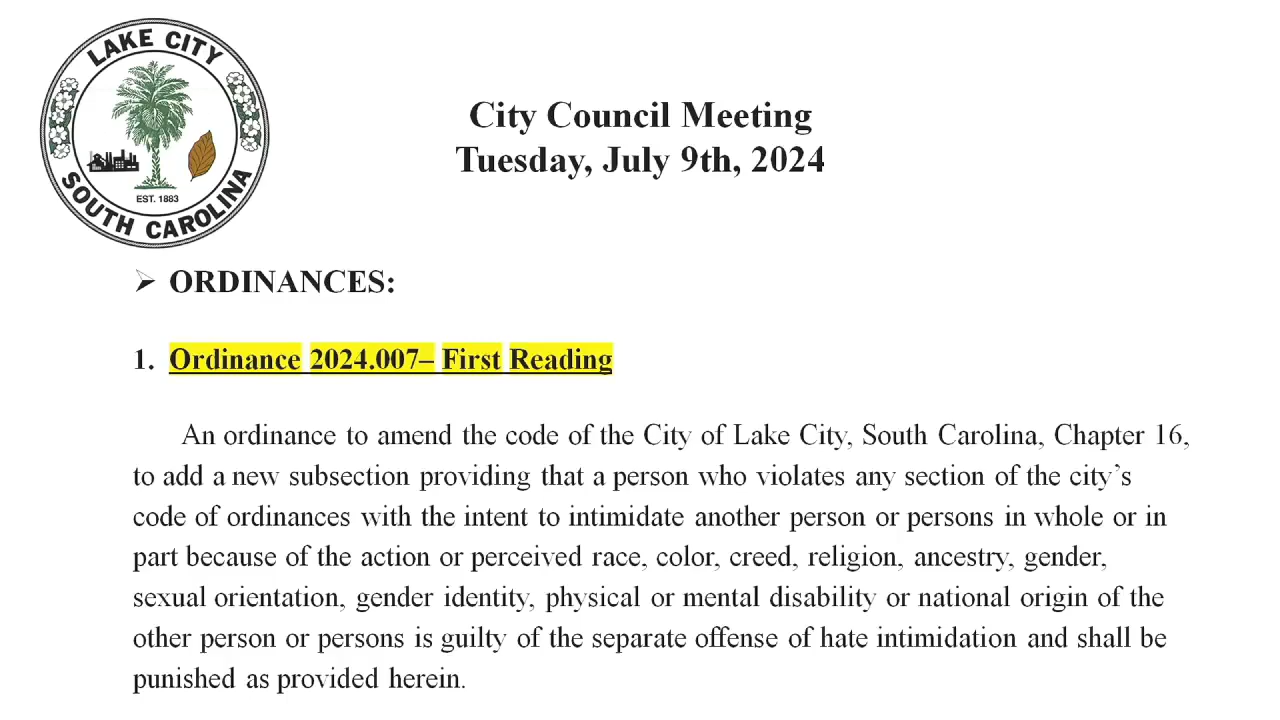 LAKE CITY
EST. 1883
SOUTH CAROLINA
City Council Meeting
Tuesday, July 9th, 2024
➢ ORDINANCES:
1. Ordinance 2024.007– First Reading
An ordinance to amend the code of the City of Lake City, South Carolina, Chapter 16,
to add a new subsection providing that a person who violates any section of the city’s
code of ordinances with the intent to intimidate another person or persons in whole or in
part because of the action or perceived race, color, creed, religion, ancestry, gender,
sexual orientation, gender identity, physical or mental disability or national origin of the
other person or persons is guilty of the separate offense of hate intimidation and shall be
punished as provided herein.